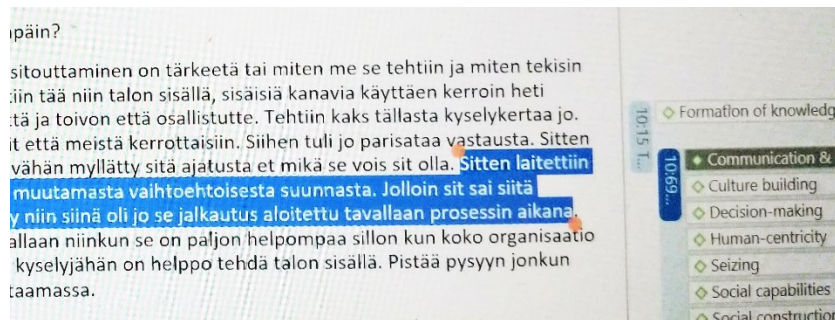 päin?
sitouttaminen on tärkeetä tai miten me se tehtiin ja miten tekisin
tiin tää niin talon sisällä, sisäisiä kanavia käyttäen kerroin heti
tä ja toivon että osallistutte. Tehtiin kaks tällasta kyselykertaa jo.
it että meistä kerrottaisiin. Siihen tuli jo parisataa vastausta. Sitten
vähän myllätty sitä ajatusta et mikä se vois sit olla. Sitten laitettiin
muutamasta vaihtoehtoisesta suunnasta. Jolloin sit sai siitä
y niin siinä oli jo se jalkautus aloitettu tavallaan prosessin aikana.
allaan niinkun se on paljon helpompaa sillon kun koko organisaatio
kyselyjähän on helppo tehdä talon sisällä. Pistää pysyyn jonkun
taamassa.
10:15 T...
Formation of knowledg
10:69...
Communication &
Culture building
Decision-making
Human-centricity
Seizing
Social capabilities
Social construction